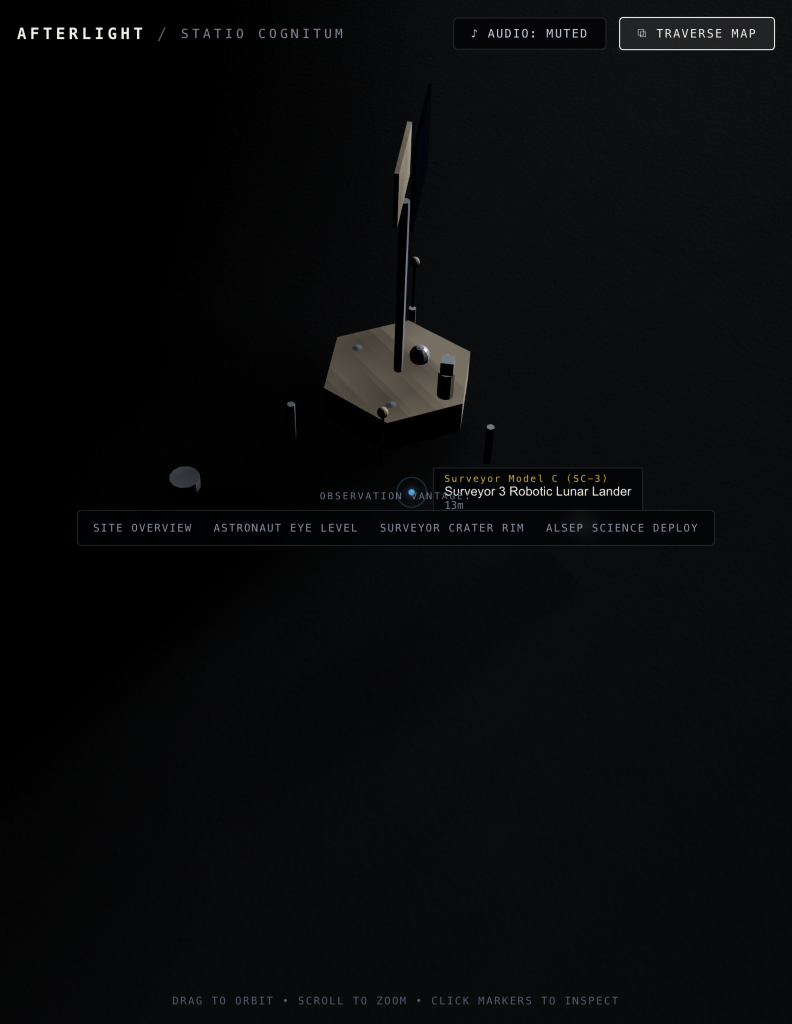 AFTERLIGHT / STATIO COGNITUM
♪ AUDIO: MUTED
TRAVERSE MAP
Surveyor Model C (SC-3)
OBSERVATION VANTAGE:
Surveyor 3 Robotic Lunar Lander
13m
SITE OVERVIEW ASTRONAUT EYE LEVEL SURVEYOR CRATER RIM ALSEP SCIENCE DEPLOY
DRAG TO ORBIT • SCROLL TO ZOOM • CLICK MARKERS TO INSPECT